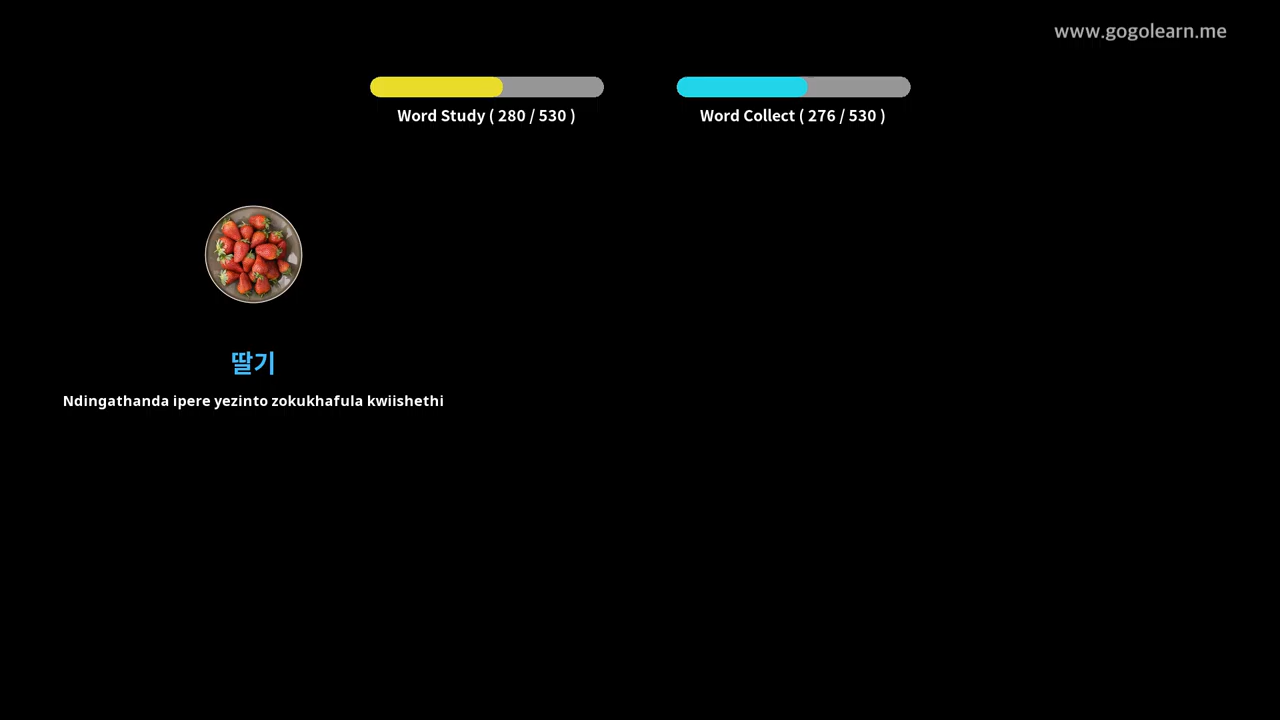 www.gogolearn.me
Word Study ( 280 / 530 )
Word Collect ( 276 / 530 )
딸기
Ndingathanda ipere yezinto zokukhafula kwiishethi